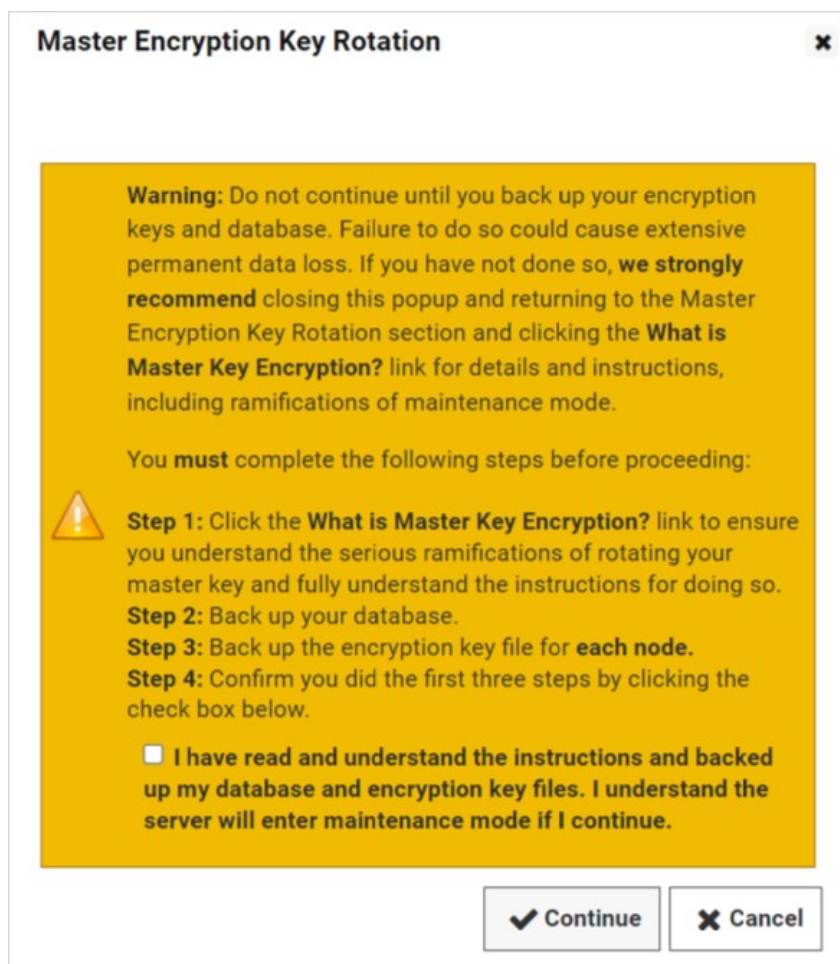 Master Encryption Key Rotation
Warning: Do not continue until you back up your encryption
keys and database. Failure to do so could cause extensive
permanent data loss. If you have not done so, we strongly
recommend closing this popup and returning to the Master
Encryption Key Rotation section and clicking the What is
Master Key Encryption? link for details and instructions,
including ramifications of maintenance mode.
You must complete the following steps before proceeding:
Step 1: Click the What is Master Key Encryption? link to ensure
you understand the serious ramifications of rotating your
master key and fully understand the instructions for doing so.
Step 2: Back up your database.
Step 3: Back up the encryption key file for each node.
Step 4: Confirm you did the first three steps by clicking the
check box below.
I have read and understand the instructions and backed
up my database and encryption key files. I understand the
server will enter maintenance mode if I continue.
Continue
Cancel